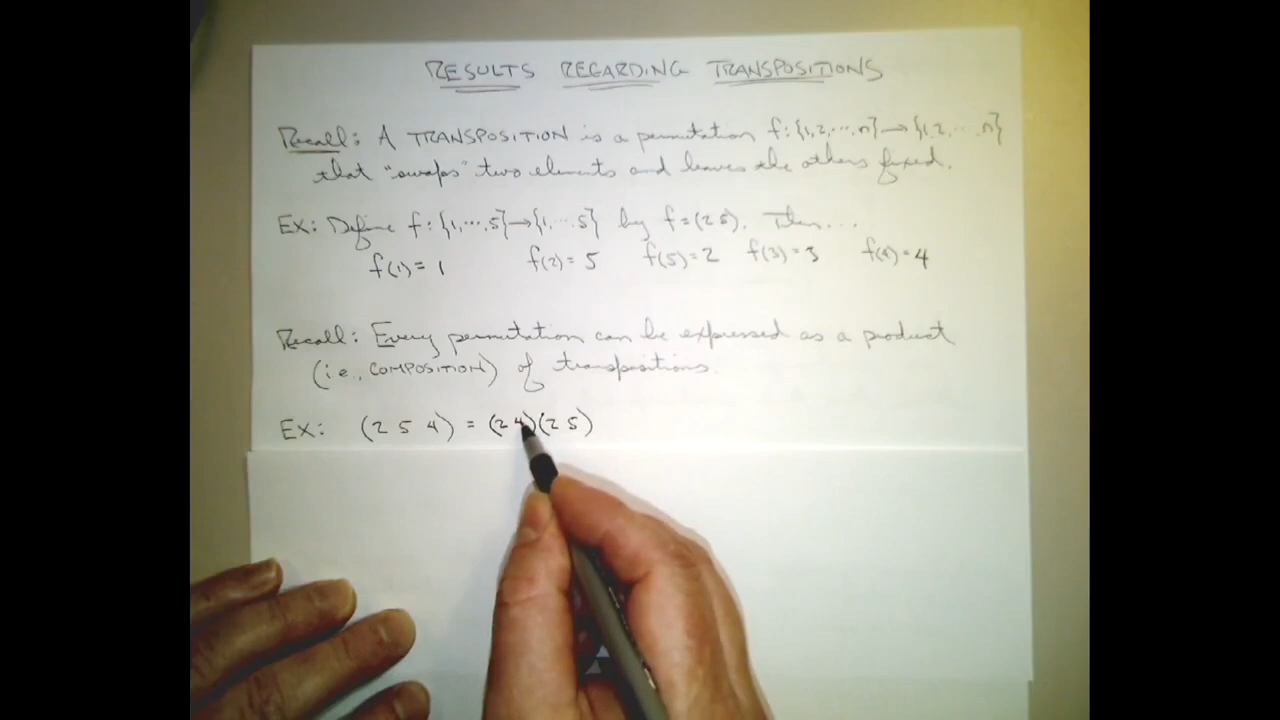 RESULTS REGARDING TRANSPOSITIONS
Recall: A TRANSPOSITION is a permutation f:{1,2,⋯,n}→{1,2,⋯,n}
that "swaps" two elements and leaves the others fixed.
EX: Define f:{1,⋯,5}→{1,⋯5} by f=(2 5). Then...
f(1)=1 f(2)=5 f(5)=2 f(3)=3 f(4)=4
Recall: Every permutation can be expressed as a product
(i.e., COMPOSITION) of transpositions.
EX: (2 5 4) = (2 4)(2 5)